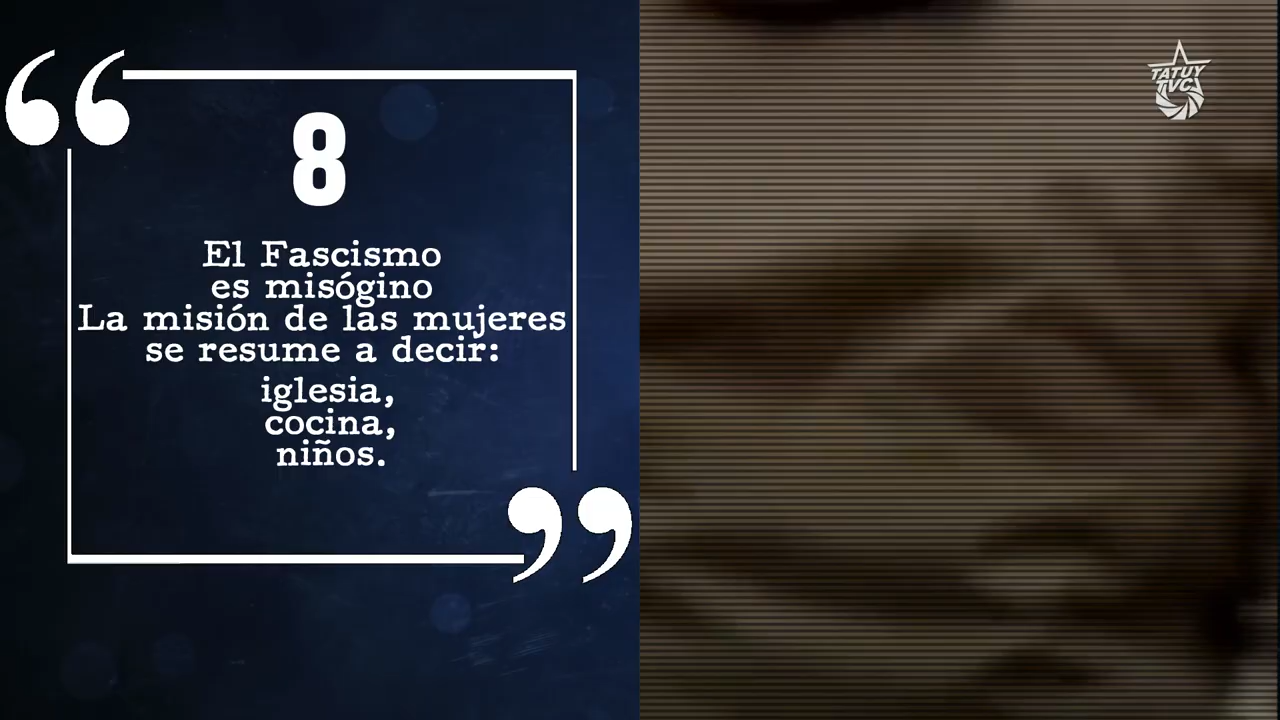 8
El Fascismo
es misógino
La misión de las mujeres
se resume a decir:
iglesia,
cocina,
niños.
TATUY
TVC